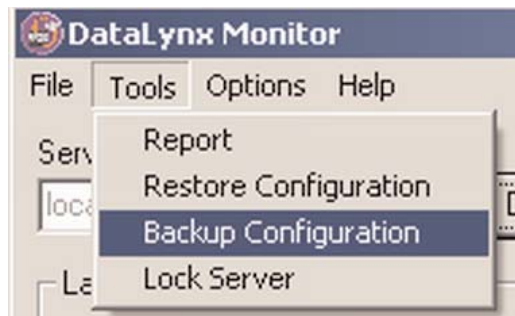 DataLynx Monitor
File Tools Options Help
Report
Restore Configuration
Backup Configuration
Lock Server